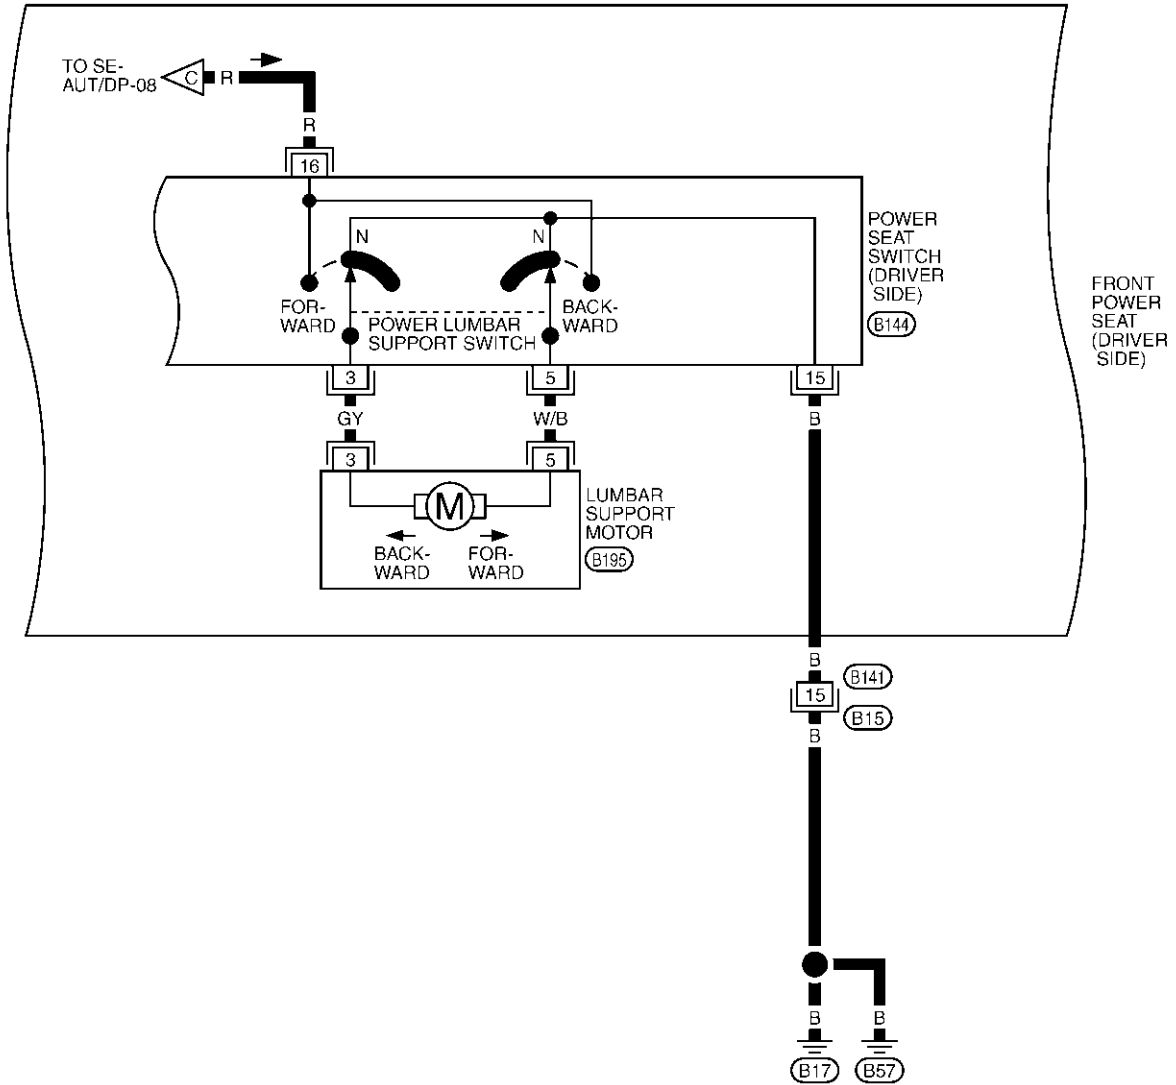 TO SE-
AUT/DP-08
C
R
R
16
N
N
FOR-
WARD
BACK-
WARD
POWER LUMBAR
SUPPORT SWITCH
POWER
SEAT
SWITCH
(DRIVER
SIDE)
B144
FRONT
POWER
SEAT
(DRIVER
SIDE)
3
5
15
GY
W/B
B
3
5
M
BACK-
WARD
FOR-
WARD
LUMBAR
SUPPORT
MOTOR
B195
B
B141
15
B15
B
B
B
B17
B57